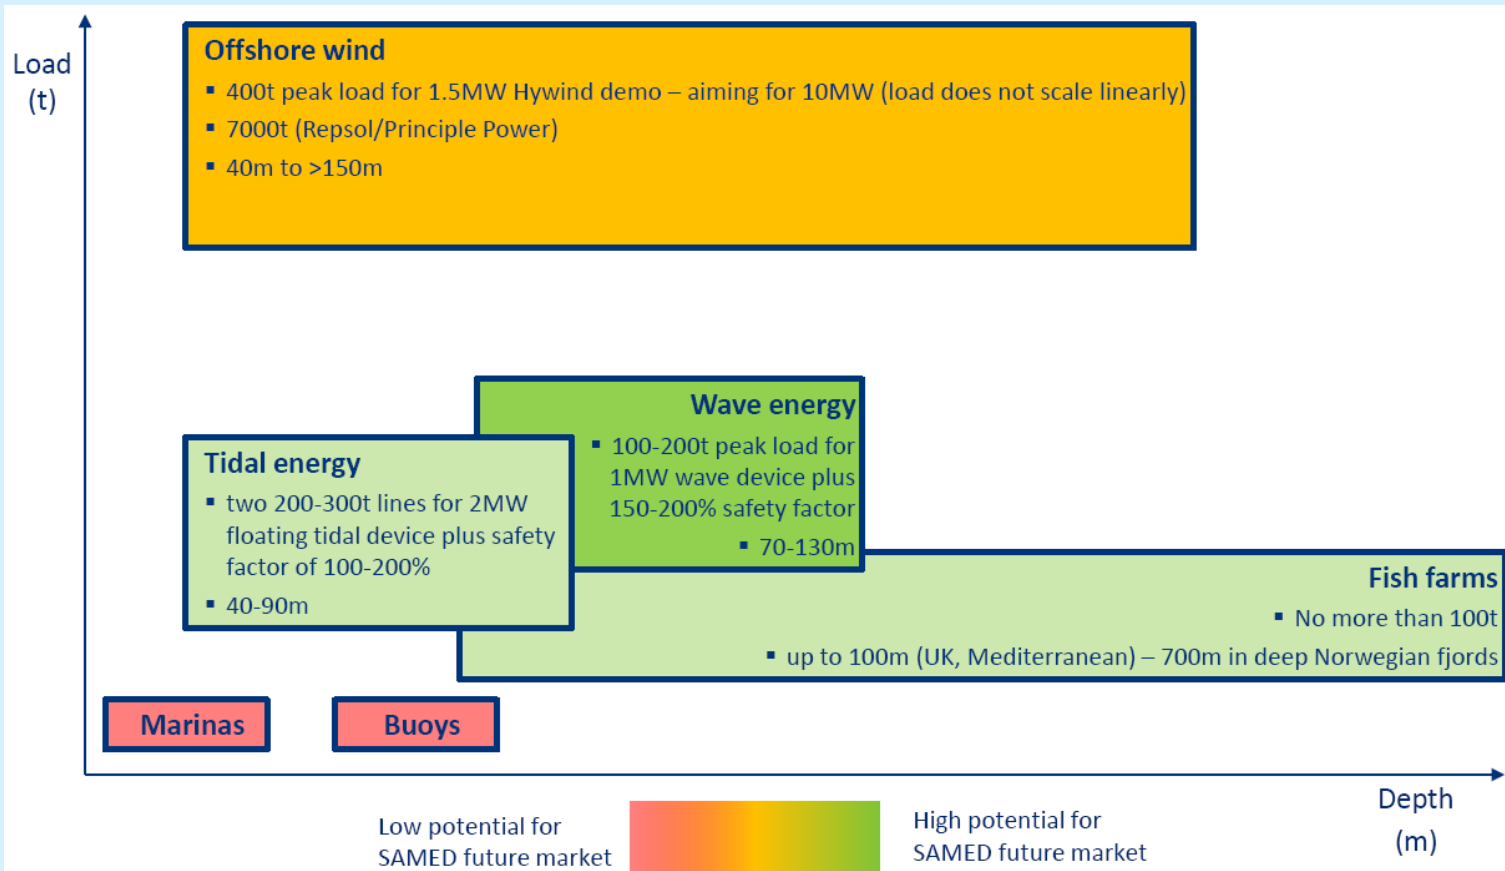 Load
(t)
Offshore wind
▪ 400t peak load for 1.5MW Hywind demo – aiming for 10MW (load does not scale linearly)
▪ 7000t (Repsol/Principle Power)
▪ 40m to >150m
Wave energy
▪ 100-200t peak load for
1MW wave device plus
150-200% safety factor
▪ 70-130m
Tidal energy
▪ two 200-300t lines for 2MW
floating tidal device plus safety
factor of 100-200%
▪ 40-90m
Fish farms
▪ No more than 100t
▪ up to 100m (UK, Mediterranean) – 700m in deep Norwegian fjords
Marinas
Buoys
Depth
(m)
Low potential for
SAMED future market
High potential for
SAMED future market